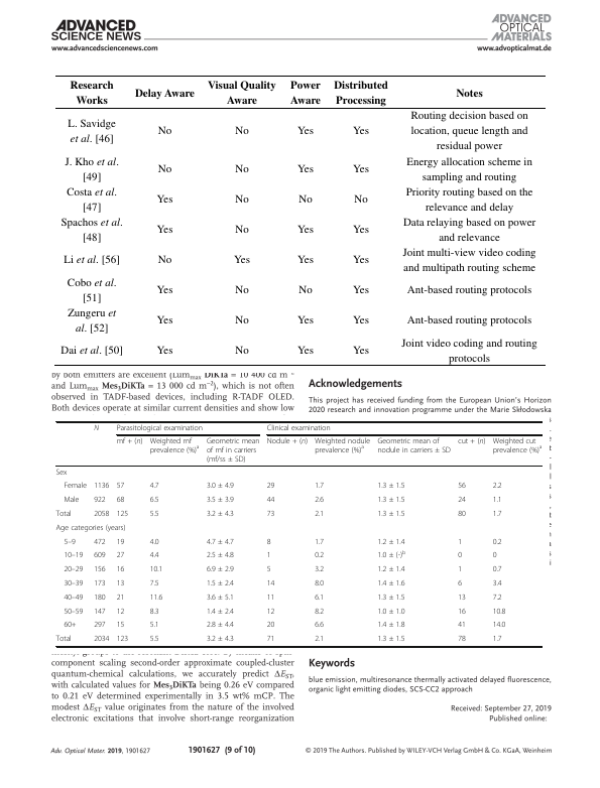 ADVANCED
SCIENCE NEWS
www.advancedsciencenews.com
ADVANCED
OPTICAL
MATERIALS
www.advopticalmat.de
Research Works Delay Aware Visual Quality Aware Power Aware Distributed Processing Notes
L. Savidge et al. [46] No No Yes Yes Routing decision based on location, queue length and residual power
J. Kho et al. [49] No No Yes Yes Energy allocation scheme in sampling and routing
Costa et al. [47] Yes No No No Priority routing based on the relevance and delay
Spachos et al. [48] Yes No Yes Yes Data relaying based on power and relevance
Li et al. [56] No Yes Yes Yes Joint multi-view video coding and multipath routing scheme
Cobo et al. [51] Yes No No Yes Ant-based routing protocols
Zungeru et al. [52] Yes No Yes Yes Ant-based routing protocols
Dai et al. [50] Yes No Yes Yes Joint video coding and routing protocols
by both emitters are excellent (Lummax DiKTa = 10 400 cd m−2
and Lummax Mes3DiKTa = 13 000 cd m−2), which is not often
observed in TADF-based devices, including R-TADF OLED.
Both devices operate at similar current densities and show low
Acknowledgements
This project has received funding from the European Union's Horizon
2020 research and innovation programme under the Marie Skłodowska
N Parasitological examination Clinical examination
mf + (n) Weighted mf prevalence (%)a Geometric mean of mf in carriers (mf/ss ± SD) Nodule + (n) Weighted nodule prevalence (%)a Geometric mean of nodule in carriers ± SD cut + (n) Weighted cut prevalence (%)a
Sex
Female 1136 57 4.7 3.0 ± 4.9 29 1.7 1.3 ± 1.5 56 2.2
Male 922 68 6.5 3.5 ± 3.9 44 2.6 1.3 ± 1.5 24 1.1
Total 2058 125 5.5 3.2 ± 4.3 73 2.1 1.3 ± 1.5 80 1.7
Age categories (years)
5–9 472 19 4.0 4.7 ± 4.7 8 1.7 1.2 ± 1.4 1 0.2
10–19 609 27 4.4 2.5 ± 4.8 1 0.2 1.0 ± (-)b 0 0
20–29 156 16 10.1 6.9 ± 2.9 5 3.2 1.2 ± 1.4 1 0.7
30–39 173 13 7.5 1.5 ± 2.4 14 8.0 1.4 ± 1.6 6 3.4
40–49 180 21 11.6 3.6 ± 5.1 11 6.1 1.3 ± 1.5 13 7.2
50–59 147 12 8.3 1.4 ± 2.4 12 8.2 1.0 ± 1.0 16 10.8
60+ 297 15 5.1 2.8 ± 4.4 20 6.6 1.4 ± 1.8 41 14.0
Total 2034 123 5.5 3.2 ± 4.3 71 2.1 1.3 ± 1.5 78 1.7
component scaling second-order approximate coupled-cluster
quantum-chemical calculations, we accurately predict ΔEST,
with calculated values for Mes3DiKTa being 0.26 eV compared
to 0.21 eV determined experimentally in 3.5 wt% mCP. The
modest ΔEST value originates from the nature of the involved
electronic excitations that involve short-range reorganization
Keywords
blue emission, multiresonance thermally activated delayed fluorescence,
organic light emitting diodes, SCS-CC2 approach
Received: September 27, 2019
Published online:
Adv. Optical Mater. 2019, 1901627
1901627 (9 of 10)
© 2019 The Authors. Published by WILEY-VCH Verlag GmbH & Co. KGaA, Weinheim